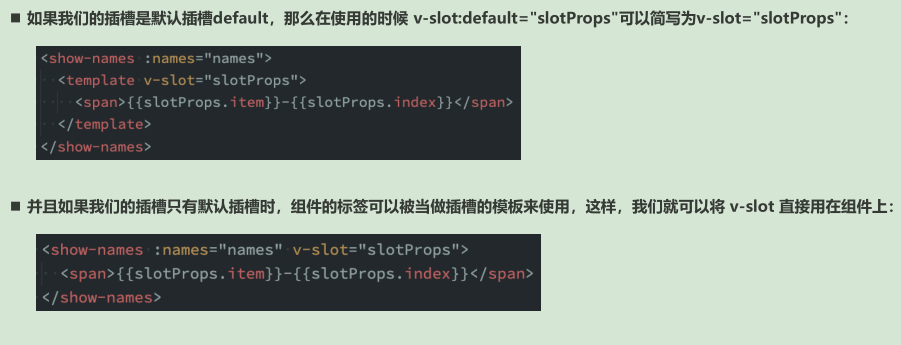 ■ 如果我们的插槽是默认插槽default，那么在使用的时候 v-slot:default="slotProps"可以简写为v-slot="slotProps"：
<show-names :names="names">
<template v-slot="slotProps">
<span>{{slotProps.item}}-{{slotProps.index}}</span>
</template>
</show-names>
■ 并且如果我们的插槽只有默认插槽时，组件的标签可以被当做插槽的模板来使用，这样，我们就可以将 v-slot 直接用在组件上：
<show-names :names="names" v-slot="slotProps">
<span>{{slotProps.item}}-{{slotProps.index}}</span>
</show-names>